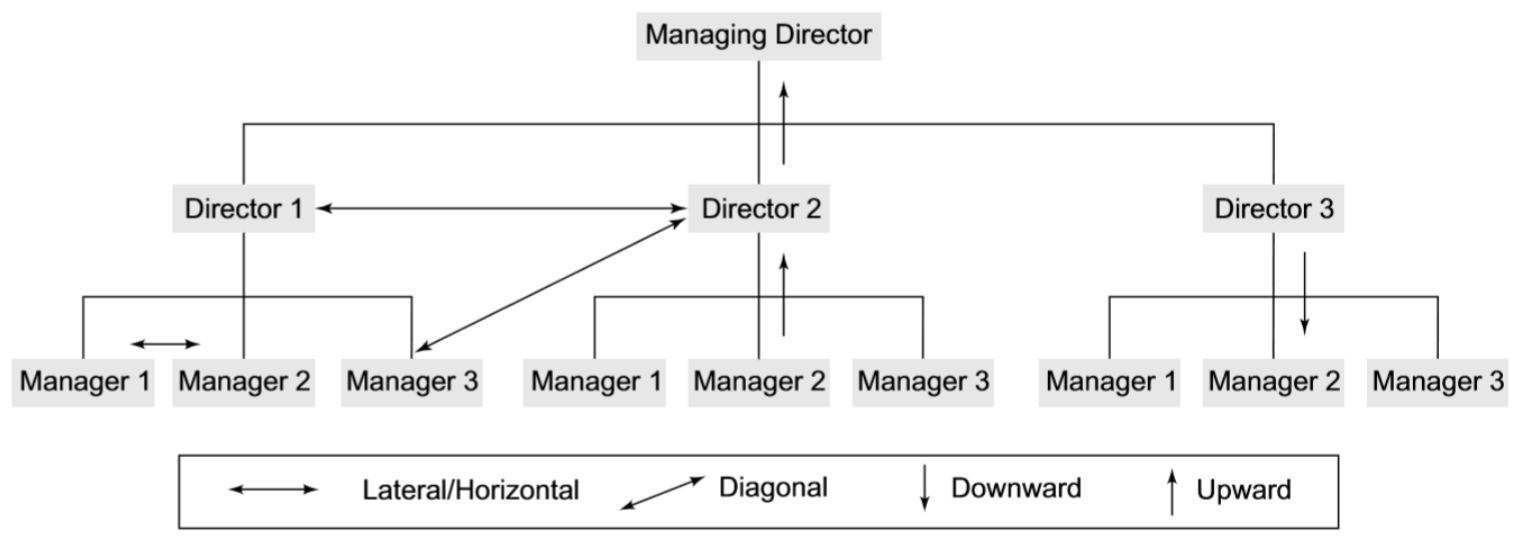 Managing Director
Director 1
Director 2
Director 3
Manager 1
Manager 2
Manager 3
Manager 1
Manager 2
Manager 3
Manager 1
Manager 2
Manager 3
Lateral/Horizontal
Diagonal
Downward
Upward